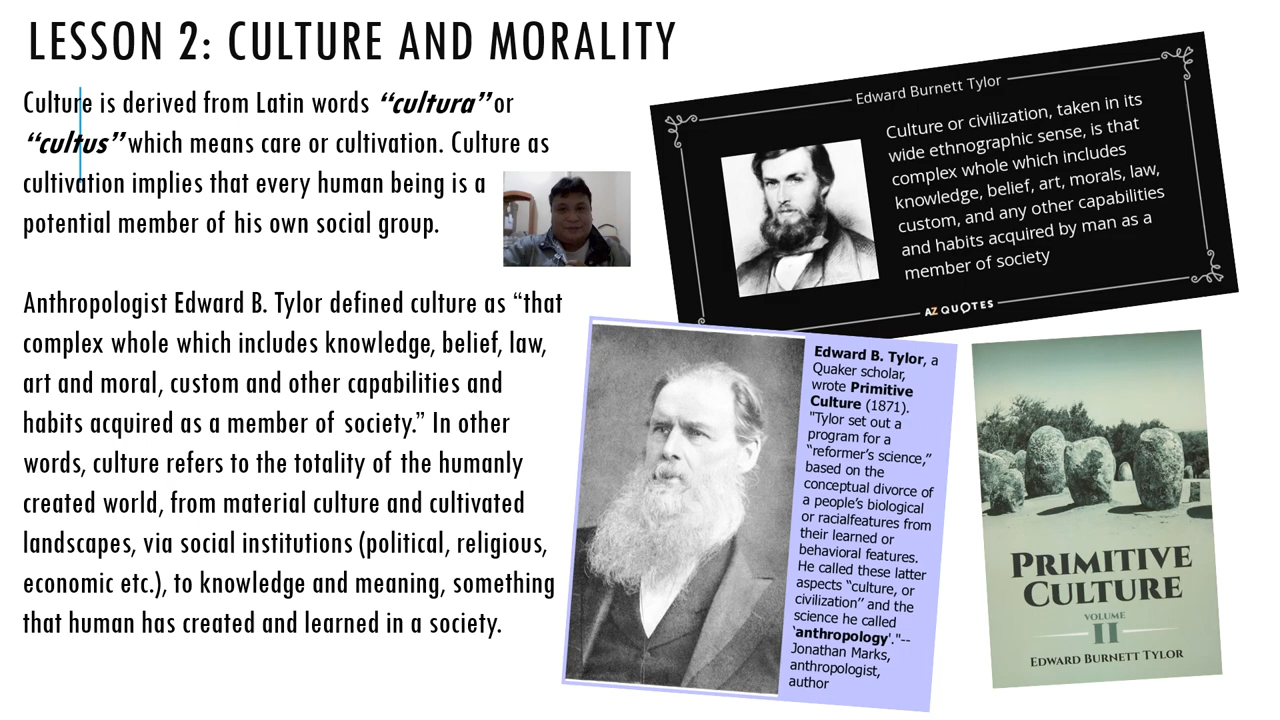 LESSON 2: CULTURE AND MORALITY
Culture is derived from Latin words “cultura” or
“cultus” which means care or cultivation. Culture as
cultivation implies that every human being is a
potential member of his own social group.
Anthropologist Edward B. Tylor defined culture as “that
complex whole which includes knowledge, belief, law,
art and moral, custom and other capabilities and
habits acquired as a member of society.” In other
words, culture refers to the totality of the humanly
created world, from material culture and cultivated
landscapes, via social institutions (political, religious,
economic etc.), to knowledge and meaning, something
that human has created and learned in a society.
Edward Burnett Tylor
Culture or civilization, taken in its
wide ethnographic sense, is that
complex whole which includes
knowledge, belief, art, morals, law,
custom, and any other capabilities
and habits acquired by man as a
member of society
AZ QUOTES
Edward B. Tylor, a
Quaker scholar,
wrote Primitive
Culture (1871).
"Tylor set out a
program for a
“reformer’s science,”
based on the
conceptual divorce of
a people’s biological
or racialfeatures from
their learned or
behavioral features.
He called these latter
aspects “culture, or
civilization” and the
science he called
‘anthropology’."--
Jonathan Marks,
anthropologist,
author
PRIMITIVE
CULTURE
VOLUME
II
EDWARD BURNETT TYLOR